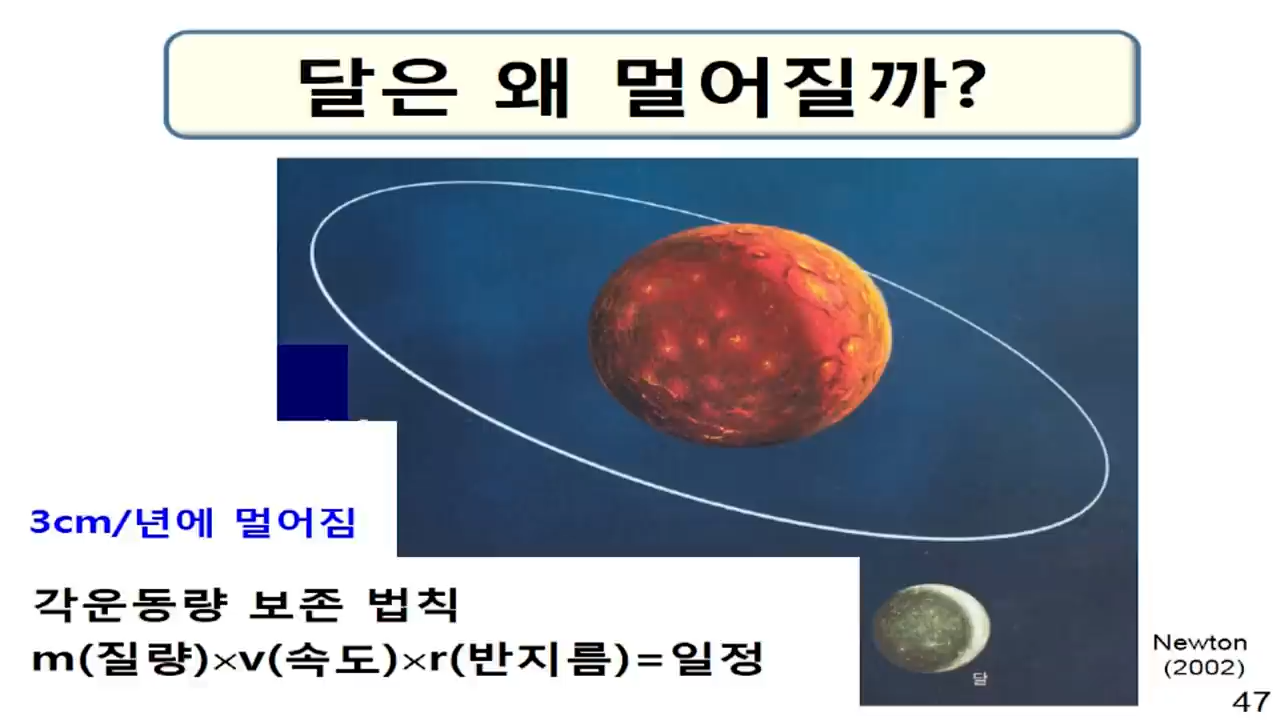 달은 왜 멀어질까?
3cm/년에 멀어짐
각운동량 보존 법칙
m(질량)×v(속도)×r(반지름)=일정
달
Newton
(2002)
47